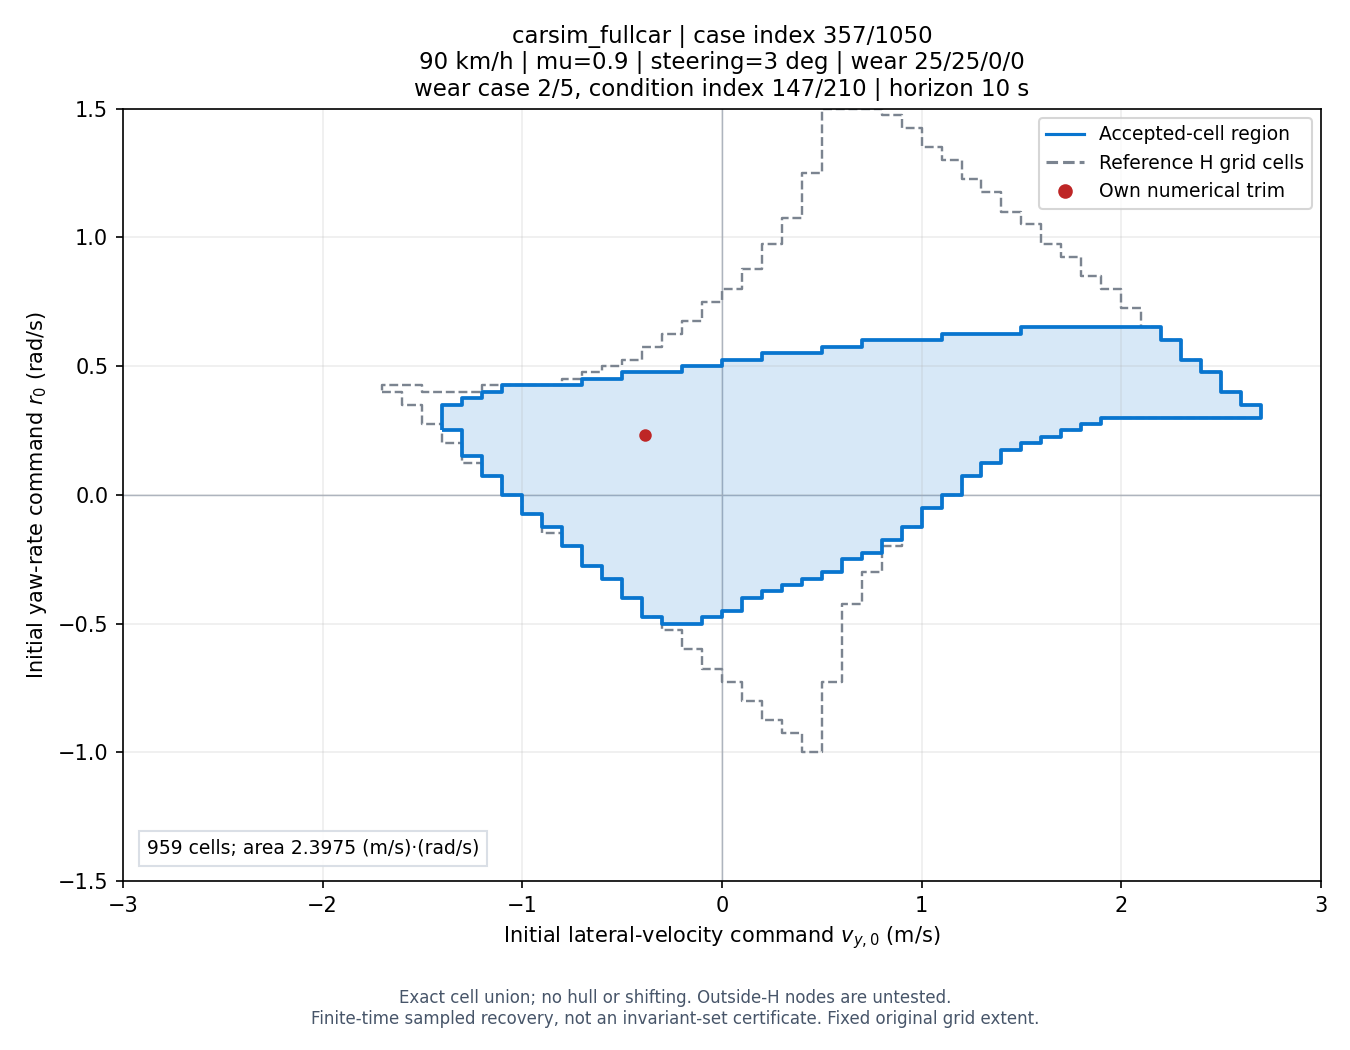 carsim_fullcar | case index 357/1050
90 km/h | mu=0.9 | steering=3 deg | wear 25/25/0/0
wear case 2/5, condition index 147/210 | horizon 10 s
Accepted-cell region
Reference H grid cells
Own numerical trim
1.5
1.0
0.5
0.0
−0.5
−1.0
−1.5
Initial yaw-rate command r₀ (rad/s)
959 cells; area 2.3975 (m/s)·(rad/s)
−3
−2
−1
0
1
2
3
Initial lateral-velocity command v_{y,0} (m/s)
Exact cell union; no hull or shifting. Outside-H nodes are untested.
Finite-time sampled recovery, not an invariant-set certificate. Fixed original grid extent.